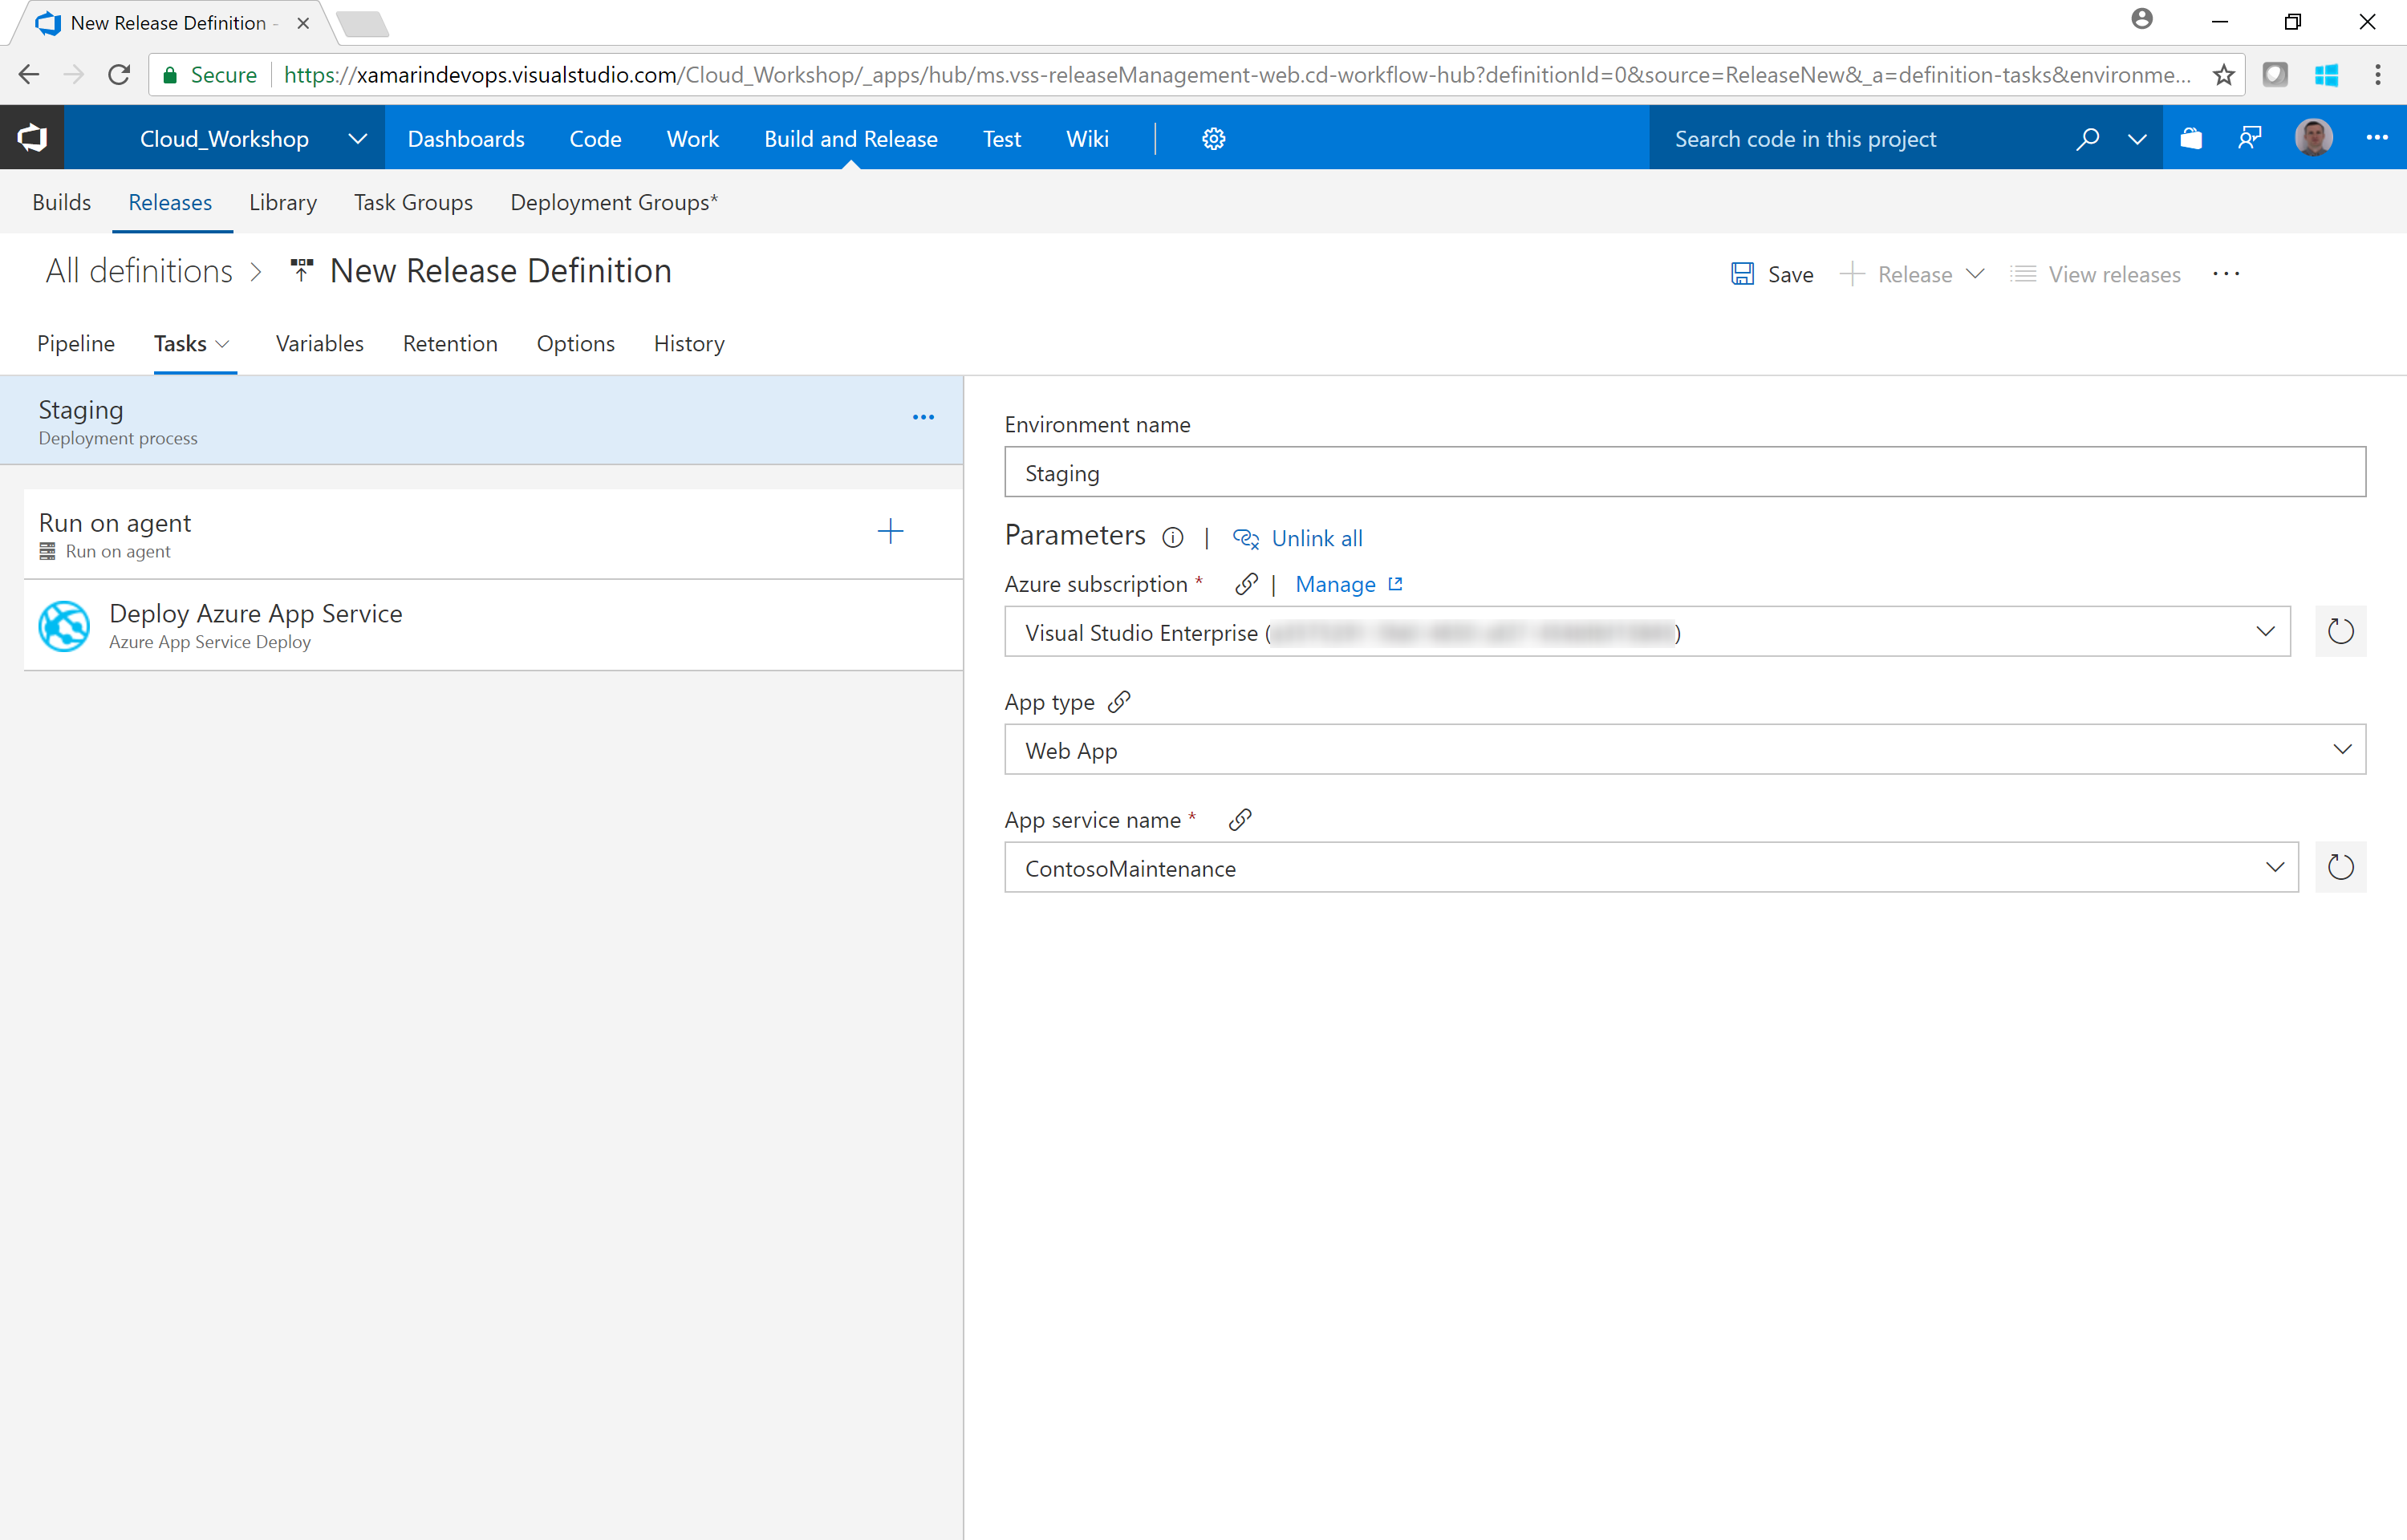 New Release Definition -
Secure https://xamarindevops.visualstudio.com/Cloud_Workshop/_apps/hub/ms.vss-releaseManagement-web.cd-workflow-hub?definitionId=0&source=ReleaseNew&_a=definition-tasks&environme...
Cloud_Workshop Dashboards Code Work Build and Release Test Wiki Search code in this project
Builds Releases Library Task Groups Deployment Groups*
All definitions > New Release Definition Save Release View releases
Pipeline Tasks Variables Retention Options History
Staging
Deployment process
Run on agent
Run on agent
Deploy Azure App Service
Azure App Service Deploy
Environment name
Staging
Parameters | Unlink all
Azure subscription * | Manage
Visual Studio Enterprise ( )
App type
Web App
App service name *
ContosoMaintenance